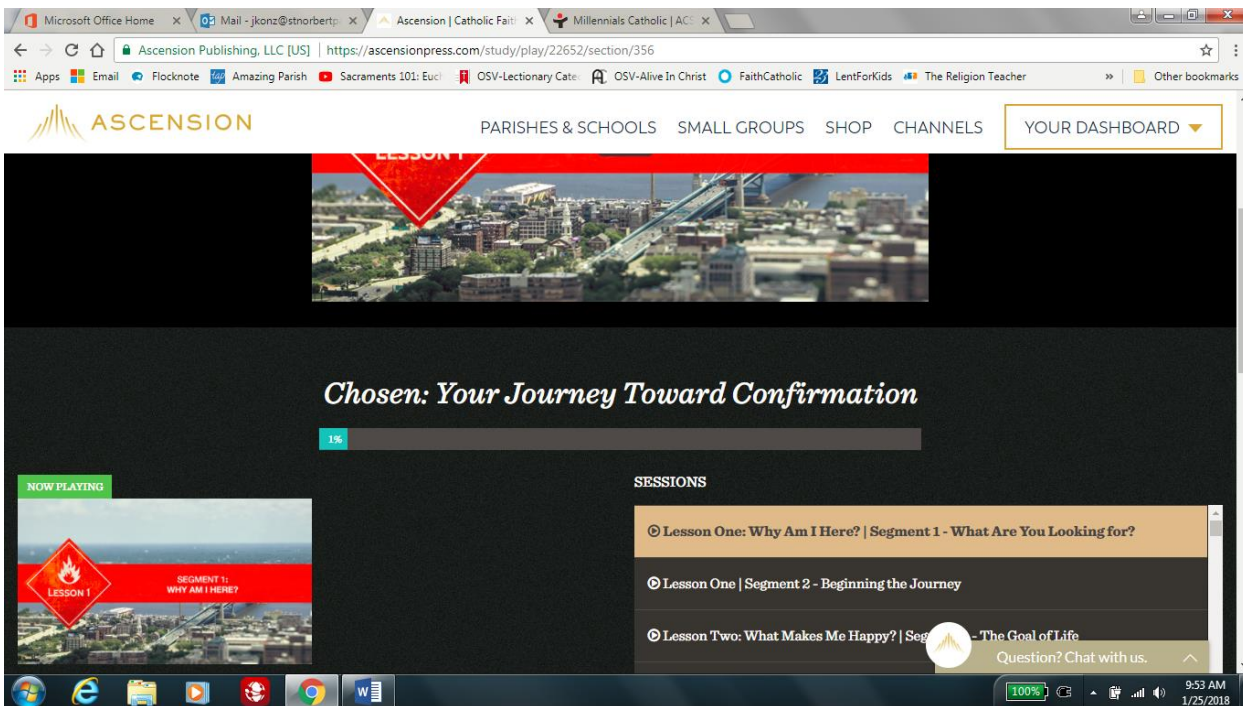 Microsoft Office Home
Mail - jkonz@stnorbertp
Ascension | Catholic Fait
Millennials Catholic | ACS
Ascension Publishing, LLC [US] | https://ascensionpress.com/study/play/22652/section/356
Apps Email Flocknote Amazing Parish Sacraments 101: Euch OSV-Lectionary Cate OSV-Alive In Christ FaithCatholic LentForKids The Religion Teacher » Other bookmarks
ASCENSION PARISHES & SCHOOLS SMALL GROUPS SHOP CHANNELS YOUR DASHBOARD
LESSON 1
Chosen: Your Journey Toward Confirmation
1%
NOW PLAYING
LESSON 1
SEGMENT 1:
WHY AM I HERE?
SESSIONS
Lesson One: Why Am I Here? | Segment 1 - What Are You Looking for?
Lesson One | Segment 2 - Beginning the Journey
Lesson Two: What Makes Me Happy? | Seg - The Goal of Life
Question? Chat with us.
100%
9:53 AM
1/25/2018